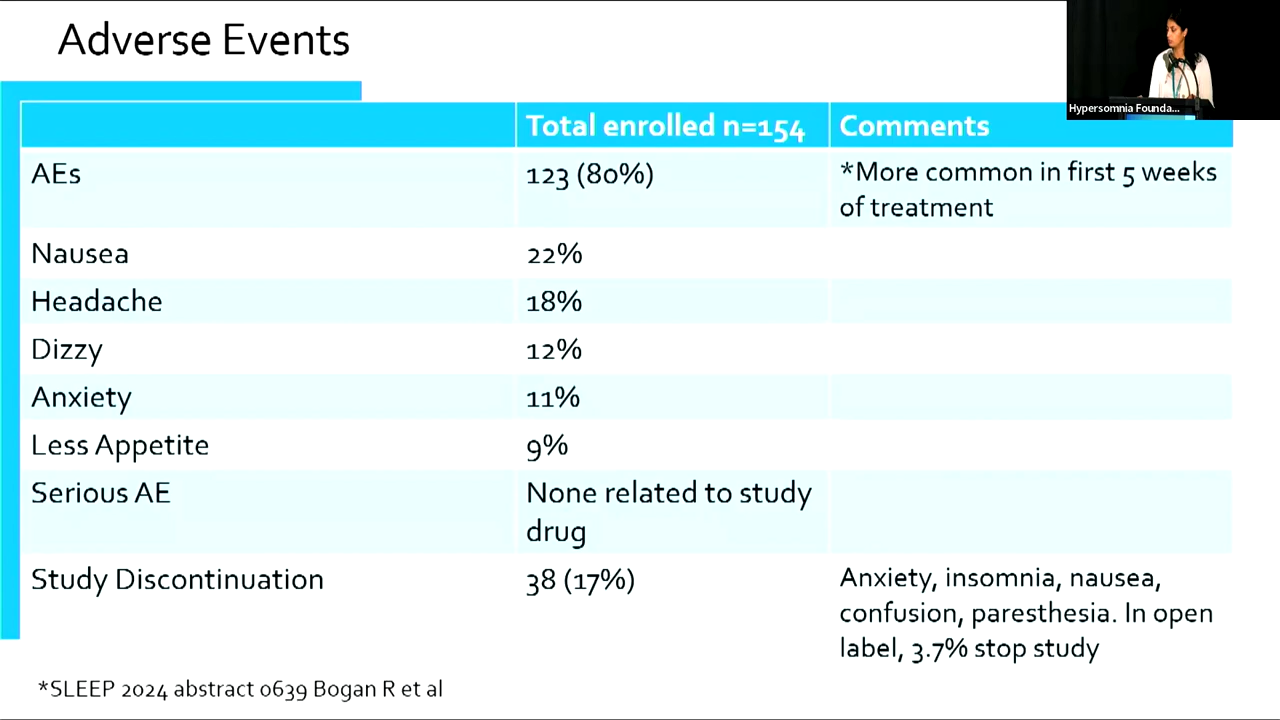 Adverse Events
Hypersomnia Founda...
Total enrolled n=154
Comments
AEs
123 (80%)
*More common in first 5 weeks
of treatment
Nausea
22%
Headache
18%
Dizzy
12%
Anxiety
11%
Less Appetite
9%
Serious AE
None related to study
drug
Study Discontinuation
38 (17%)
Anxiety, insomnia, nausea,
confusion, paresthesia. In open
label, 3.7% stop study
*SLEEP 2024 abstract 0639 Bogan R et al